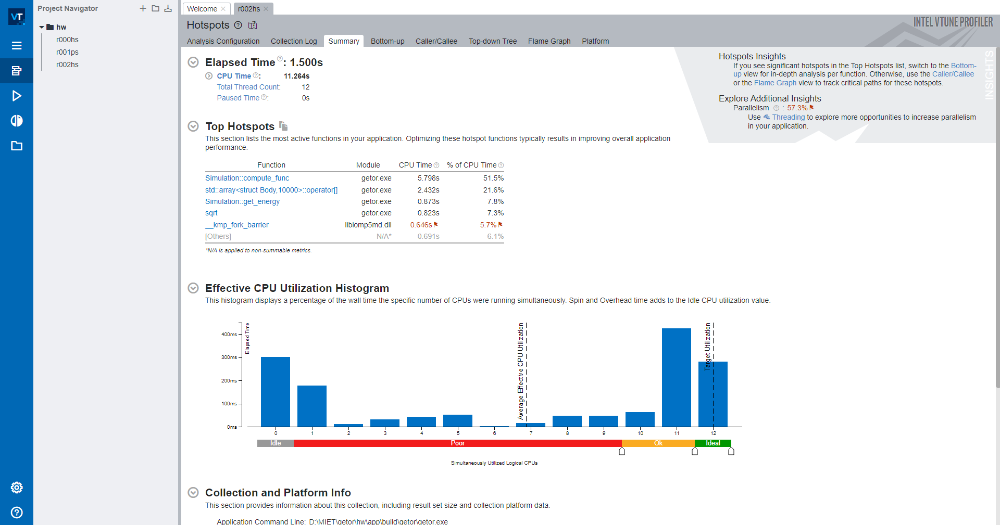 VT
Project Navigator
hw
r000hs
r001ps
r002hs
Welcome
r002hs
Hotspots
INTEL VTUNE PROFILER
Analysis Configuration
Collection Log
Summary
Bottom-up
Caller/Callee
Top-down Tree
Flame Graph
Platform
Elapsed Time ?: 1.500s
CPU Time ?: 11.264s
Total Thread Count: 12
Paused Time ?: 0s
Hotspots Insights
If you see significant hotspots in the Top Hotspots list, switch to the Bottom-
up view for in-depth analysis per function. Otherwise, use the Caller/Callee
or the Flame Graph view to track critical paths for these hotspots.
Explore Additional Insights
Parallelism ? : 57.3%
Use Threading to explore more opportunities to increase parallelism
in your application.
INSIGHTS
Top Hotspots
This section lists the most active functions in your application. Optimizing these hotspot functions typically results in improving overall application
performance.
Function Module CPU Time ? % of CPU Time ?
Simulation::compute_func getor.exe 5.798s 51.5%
std::array<struct Body,10000>::operator[] getor.exe 2.432s 21.6%
Simulation::get_energy getor.exe 0.873s 7.8%
sqrt getor.exe 0.823s 7.3%
__kmp_fork_barrier libiomp5md.dll 0.646s 5.7%
[Others] N/A* 0.691s 6.1%
*N/A is applied to non-summable metrics.
Effective CPU Utilization Histogram
This histogram displays a percentage of the wall time the specific number of CPUs were running simultaneously. Spin and Overhead time adds to the Idle CPU utilization value.
Elapsed Time
400ms
300ms
200ms
100ms
0ms
Average Effective CPU Utilization
Target Utilization
0 1 2 3 4 5 6 7 8 9 10 11 12
Idle Poor Ok Ideal
Simultaneously Utilized Logical CPUs
Collection and Platform Info
This section provides information about this collection, including result set size and collection platform data.
Application Command Line: D:\MIET\getor\hw\app\build\getor\getor.exe